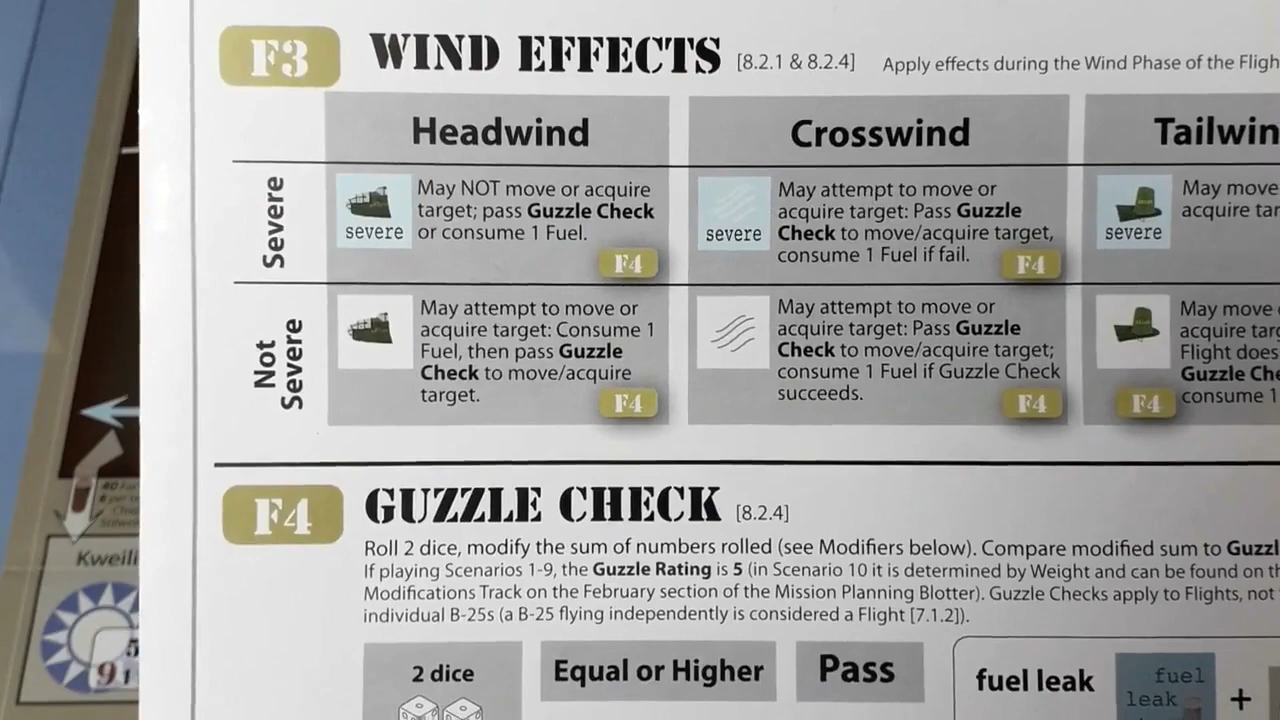 F3 WIND EFFECTS [8.2.1 & 8.2.4] Apply effects during the Wind Phase of the
Headwind Crosswind
Severe
severe
May NOT move or acquire
target; pass Guzzle Check
or consume 1 Fuel.
F4
severe
May attempt to move or
acquire target: Pass Guzzle
Check to move/acquire target,
consume 1 Fuel if fail.
F4
severe
May move
acquire
Not
Severe
May attempt to move or
acquire target: Consume 1
Fuel, then pass Guzzle
Check to move/acquire
target.
F4
May attempt to move or
acquire target: Pass Guzzle
Check to move/acquire target;
consume 1 Fuel if Guzzle Check
succeeds.
F4
May move
acquire
Flight does
Guzzle
consume 1
F4
F4 GUZZLE CHECK [8.2.4]
Roll 2 dice, modify the sum of numbers rolled (see Modifiers below). Compare modified sum to
If playing Scenarios 1-9, the Guzzle Rating is 5 (in Scenario 10 it is determined by Weight and can be found on
Modifications Track on the February section of the Mission Planning Blotter). Guzzle Checks apply to Flights, not
individual B-25s (a B-25 flying independently is considered a Flight [7.1.2]).
2 dice Equal or Higher Pass fuel leak
fuel
leak
+
Kweili
9